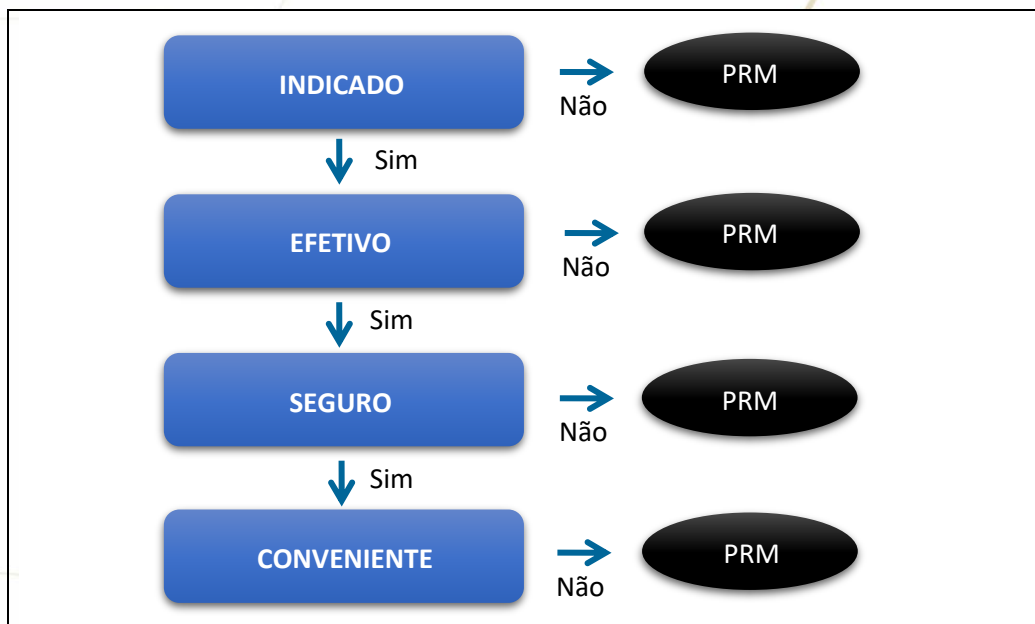 INDICADO
PRM
Não
Sim
EFETIVO
PRM
Não
Sim
SEGURO
PRM
Não
Sim
CONVENIENTE
PRM
Não